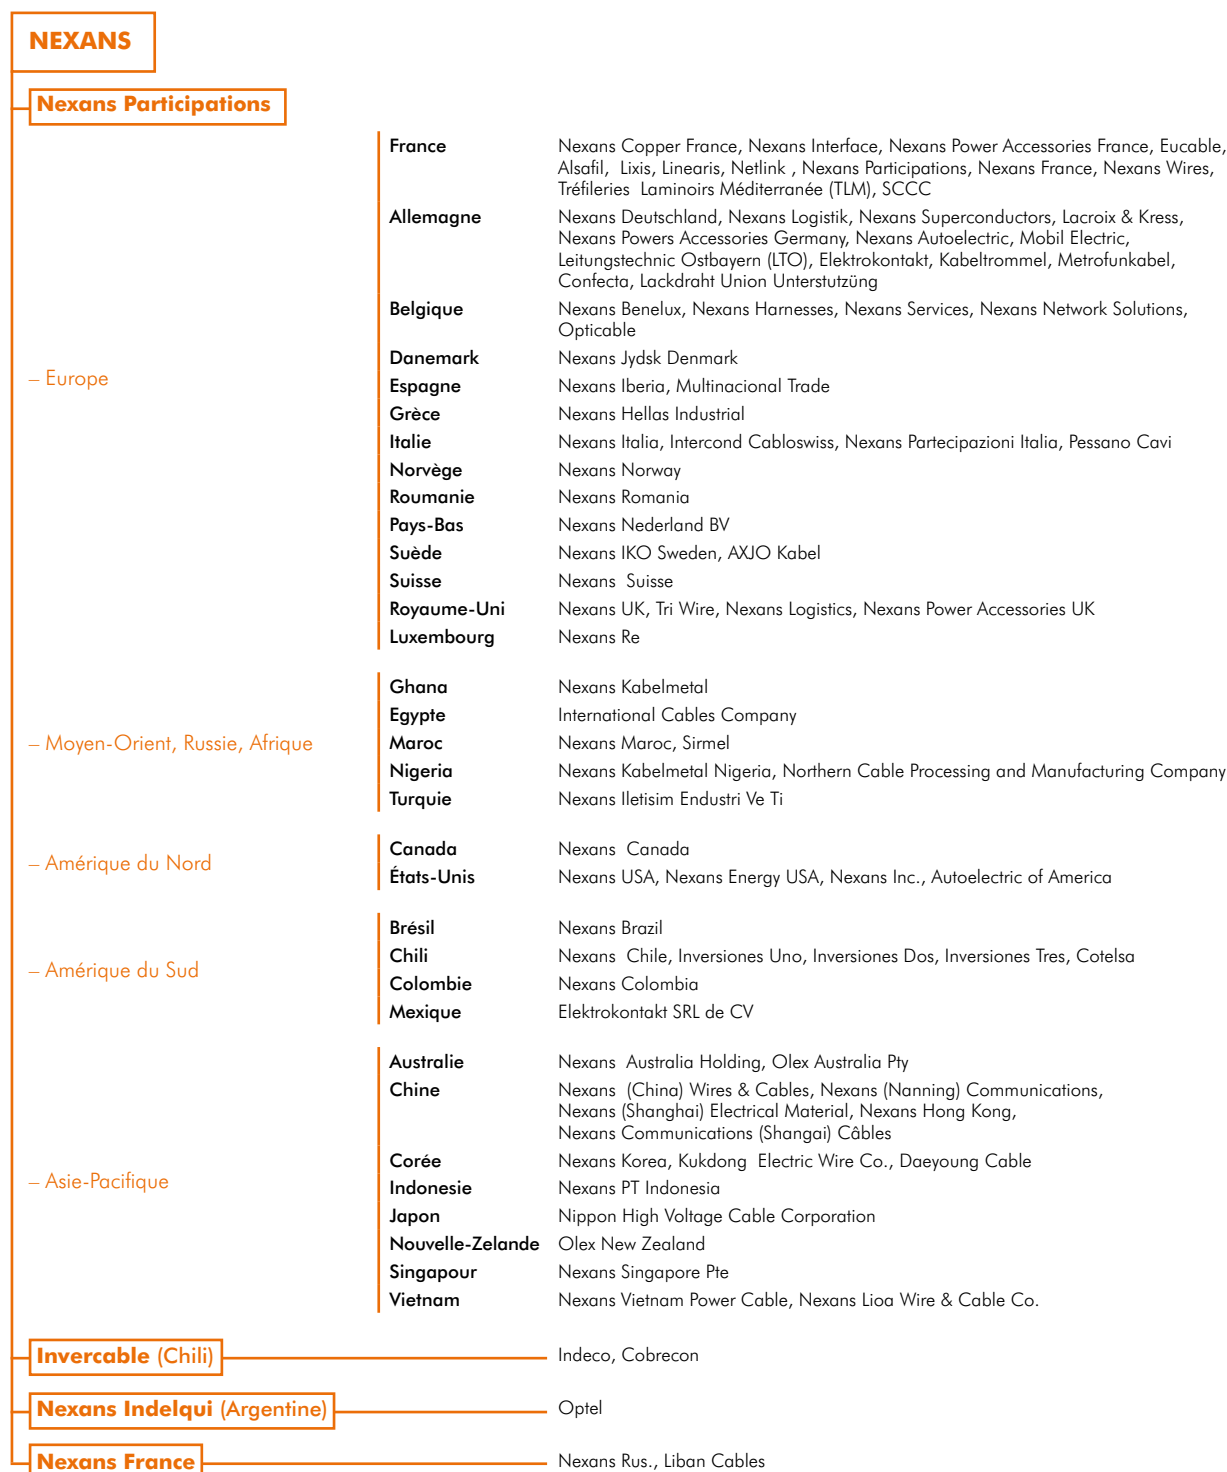 NEXANS
Nexans Participations
– Europe
France Nexans Copper France, Nexans Interface, Nexans Power Accessories France, Eucable,
Alsafil, Lixis, Linearis, Netlink , Nexans Participations, Nexans France, Nexans Wires,
Tréfileries Laminoirs Méditerranée (TLM), SCCC
Allemagne Nexans Deutschland, Nexans Logistik, Nexans Superconductors, Lacroix & Kress,
Nexans Powers Accessories Germany, Nexans Autoelectric, Mobil Electric,
Leitungstechnic Ostbayern (LTO), Elektrokontakt, Kabeltrommel, Metrofunkabel,
Confecta, Lackdraht Union Unterstutzüng
Belgique Nexans Benelux, Nexans Harnesses, Nexans Services, Nexans Network Solutions,
Opticable
Danemark Nexans Jydsk Denmark
Espagne Nexans Iberia, Multinacional Trade
Grèce Nexans Hellas Industrial
Italie Nexans Italia, Intercond Cabloswiss, Nexans Partecipazioni Italia, Pessano Cavi
Norvège Nexans Norway
Roumanie Nexans Romania
Pays-Bas Nexans Nederland BV
Suède Nexans IKO Sweden, AXJO Kabel
Suisse Nexans Suisse
Royaume-Uni Nexans UK, Tri Wire, Nexans Logistics, Nexans Power Accessories UK
Luxembourg Nexans Re
– Moyen-Orient, Russie, Afrique
Ghana Nexans Kabelmetal
Egypte International Cables Company
Maroc Nexans Maroc, Sirmel
Nigeria Nexans Kabelmetal Nigeria, Northern Cable Processing and Manufacturing Company
Turquie Nexans Iletisim Endustri Ve Ti
– Amérique du Nord
Canada Nexans Canada
États-Unis Nexans USA, Nexans Energy USA, Nexans Inc., Autoelectric of America
– Amérique du Sud
Brésil Nexans Brazil
Chili Nexans Chile, Inversiones Uno, Inversiones Dos, Inversiones Tres, Cotelsa
Colombie Nexans Colombia
Mexique Elektrokontakt SRL de CV
– Asie-Pacifique
Australie Nexans Australia Holding, Olex Australia Pty
Chine Nexans (China) Wires & Cables, Nexans (Nanning) Communications,
Nexans (Shanghai) Electrical Material, Nexans Hong Kong,
Nexans Communications (Shangai) Câbles
Corée Nexans Korea, Kukdong Electric Wire Co., Daeyoung Cable
Indonesie Nexans PT Indonesia
Japon Nippon High Voltage Cable Corporation
Nouvelle-Zelande Olex New Zealand
Singapour Nexans Singapore Pte
Vietnam Nexans Vietnam Power Cable, Nexans Lioa Wire & Cable Co.
Invercable (Chili) Indeco, Cobrecon
Nexans Indelqui (Argentine) Optel
Nexans France Nexans Rus., Liban Cables